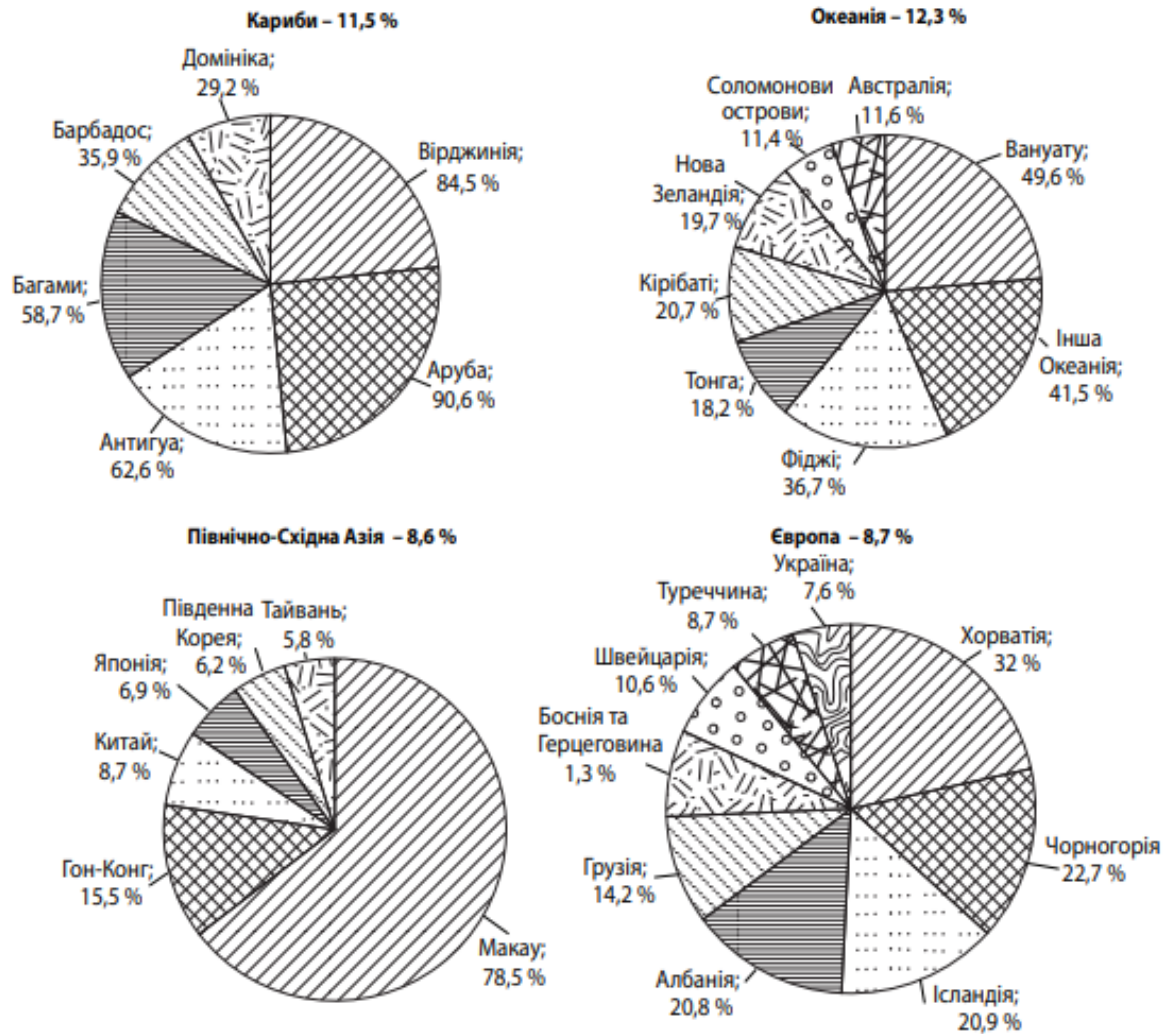 Кариби – 11,5 %
Домініка;
29,2 %
Барбадос;
35,9 %
Вірджинія;
84,5 %
Багами;
58,7 %
Аруба;
90,6 %
Антигуа;
62,6 %
Океанія – 12,3 %
Соломонови
острови;
11,4 %
Австралія;
11,6 %
Нова
Зеландія;
19,7 %
Вануату;
49,6 %
Кірібаті;
20,7 %
Інша
Океанія;
41,5 %
Тонга;
18,2 %
Фіджі;
36,7 %
Північно-Східна Азія – 8,6 %
Південна
Корея;
6,2 %
Тайвань;
5,8 %
Японія;
6,9 %
Китай;
8,7 %
Гон-Конг;
15,5 %
Макау;
78,5 %
Європа – 8,7 %
Україна;
7,6 %
Туреччина;
8,7 %
Хорватія;
32 %
Швейцарія;
10,6 %
Боснія та
Герцеговина
1,3 %
Чорногорія
22,7 %
Грузія;
14,2 %
Албанія;
20,8 %
Ісландія;
20,9 %